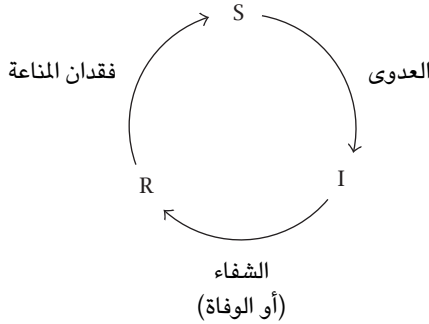 S
العدوى
فقدان المناعة
I
R
الشفاء
(أو الوفاة)